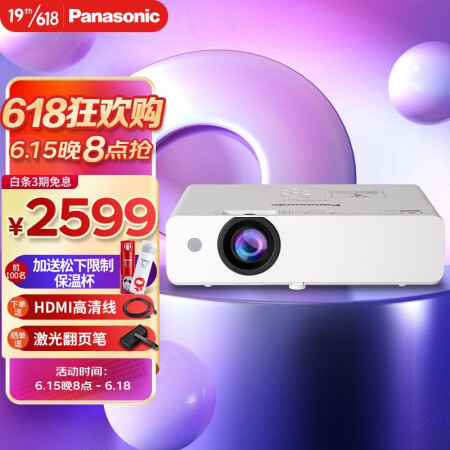 19th/618 Panasonic
618狂欢购
6.15晚8点抢
白条3期免息
¥2599
前100名
加送松下限制
保温杯
下单送
HDMI高清线
晒单送
激光翻页笔
活动时间:
6.15晚8点 - 6.18
Panasonic